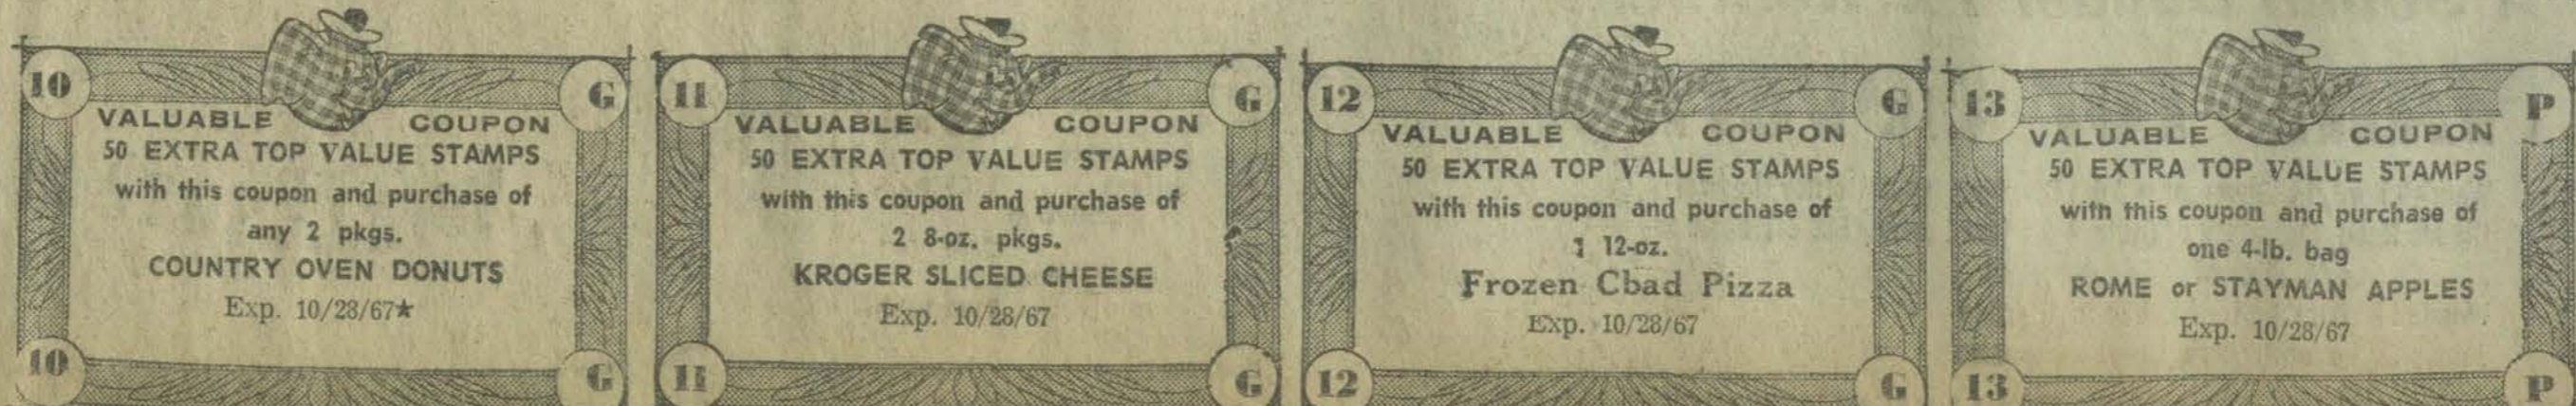 10 G
VALUABLE COUPON
50 EXTRA TOP VALUE STAMPS
with this coupon and purchase of
any 2 pkgs.
COUNTRY OVEN DONUTS
Exp. 10/28/67★
10 G
11 G
VALUABLE COUPON
50 EXTRA TOP VALUE STAMPS
with this coupon and purchase of
2 8-oz. pkgs.
KROGER SLICED CHEESE
Exp. 10/28/67
11 G
12 G
VALUABLE COUPON
50 EXTRA TOP VALUE STAMPS
with this coupon and purchase of
1 12-oz.
Frozen Cbad Pizza
Exp. 10/28/67
12 G
13 P
VALUABLE COUPON
50 EXTRA TOP VALUE STAMPS
with this coupon and purchase of
one 4-lb. bag
ROME or STAYMAN APPLES
Exp. 10/28/67
13 P